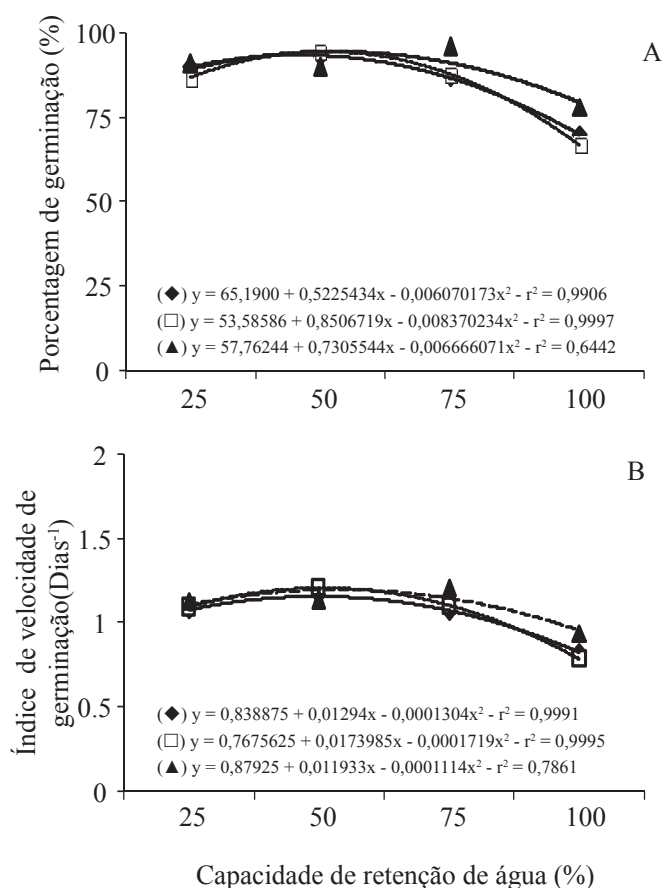 Porcentagem de germinação (%)
100
75
50
25
0
A
(◆) y = 65,1900 + 0,5225434x - 0,006070173x² - r² = 0,9906
(□) y = 53,58586 + 0,8506719x - 0,008370234x² - r² = 0,9997
(▲) y = 57,76244 + 0,7305544x - 0,006666071x² - r² = 0,6442
25 50 75 100
Índice de velocidade de
germinação(Dias⁻¹)
2
1.5
1
0.5
0
B
(◆) y = 0,838875 + 0,01294x - 0,0001304x² - r² = 0,9991
(□) y = 0,7675625 + 0,0173985x - 0,0001719x² - r² = 0,9995
(▲) y = 0,87925 + 0,011933x - 0,0001114x² - r² = 0,7861
25 50 75 100
Capacidade de retenção de água (%)